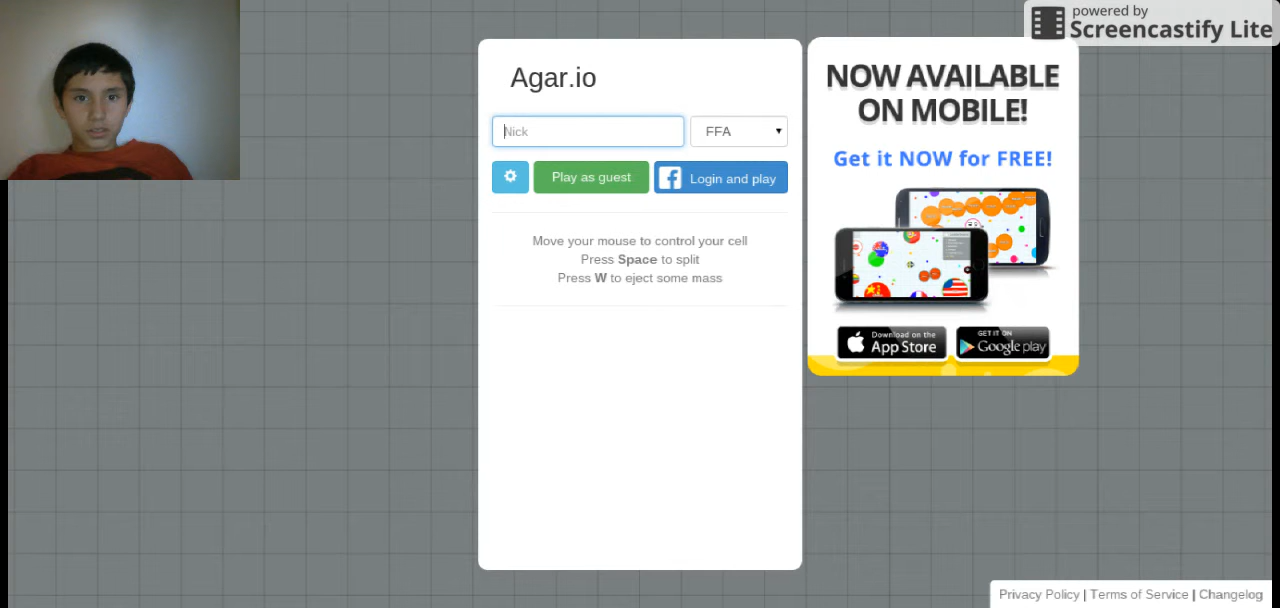 powered by
Screencastify Lite
Agar.io
Nick
FFA
Play as guest
Login and play
Move your mouse to control your cell
Press Space to split
Press W to eject some mass
NOW AVAILABLE
ON MOBILE!
Get it NOW for FREE!
Download on the
App Store
GET IT ON
Google play
Privacy Policy | Terms of Service | Changelog